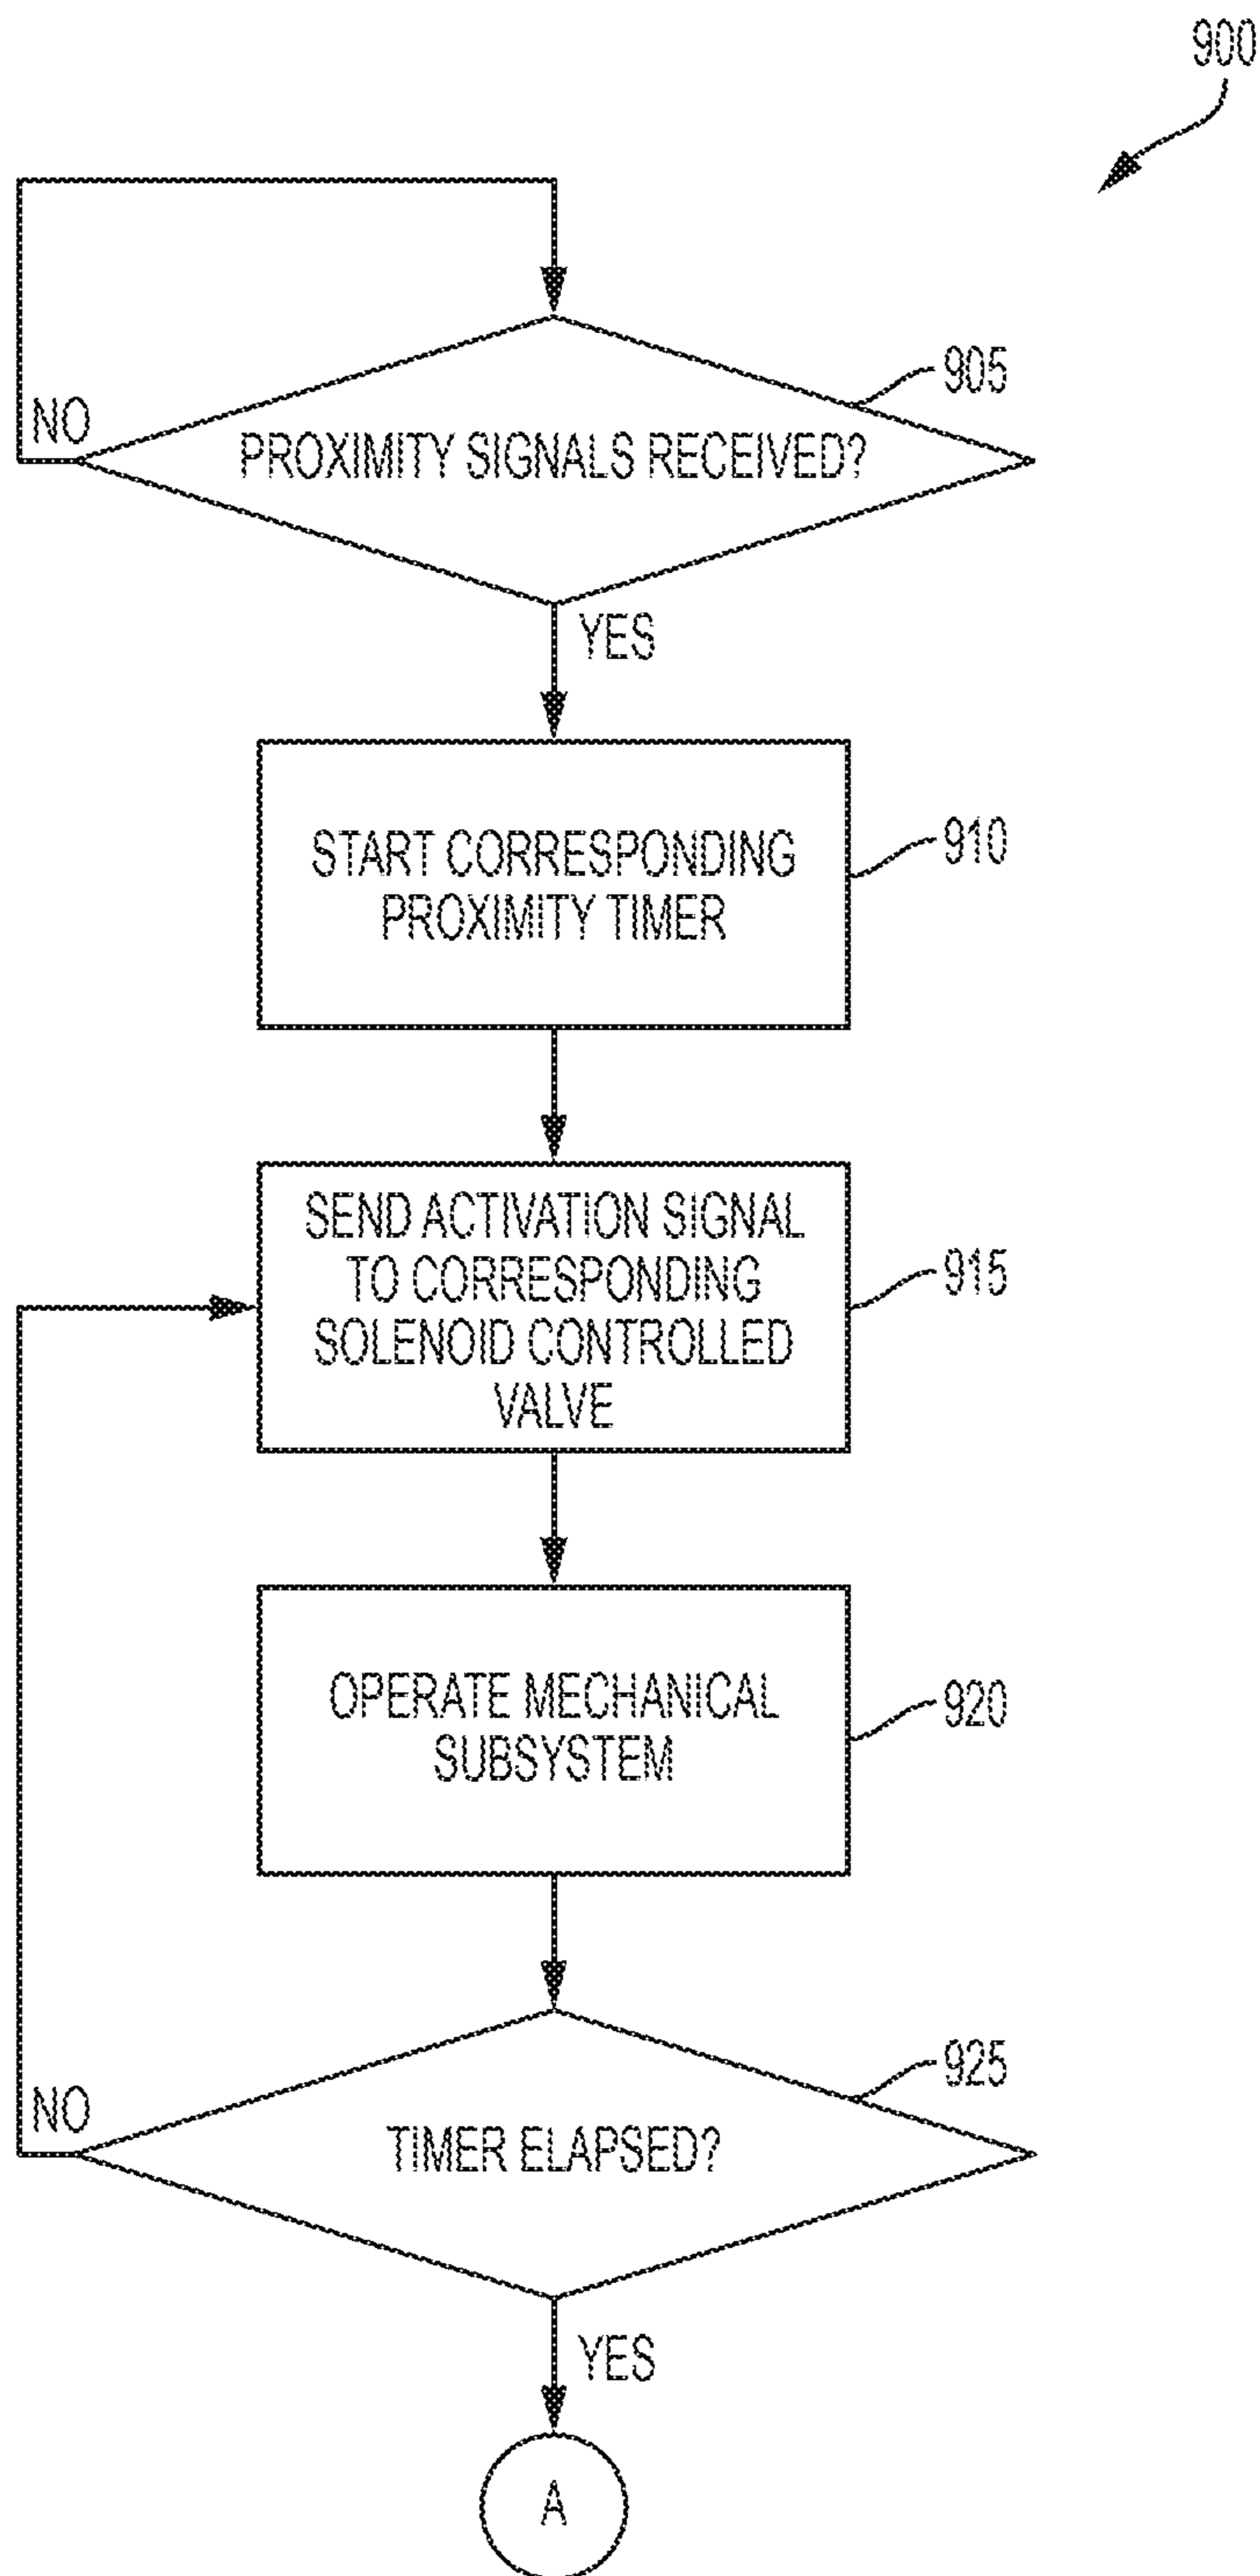 900
905
NO
PROXIMITY SIGNALS RECEIVED?
YES
START CORRESPONDING
PROXIMITY TIMER
910
SEND ACTIVATION SIGNAL
TO CORRESPONDING
SOLENOID CONTROLLED
VALVE
915
OPERATE MECHANICAL
SUBSYSTEM
920
925
NO
TIMER ELAPSED?
YES
A